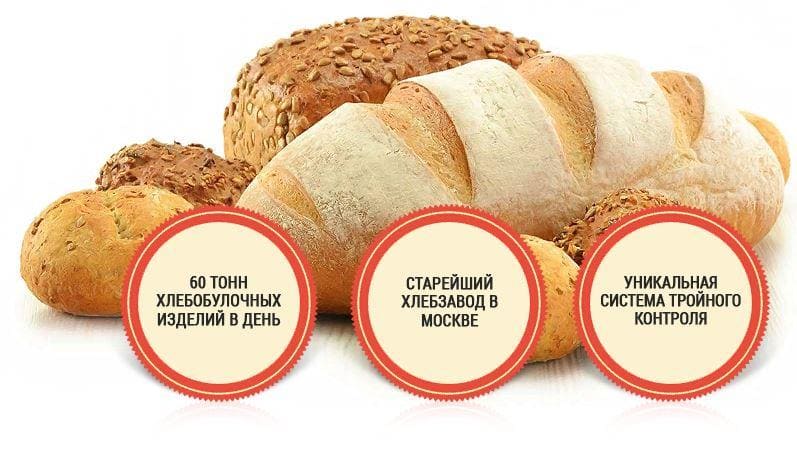 60 ТОНН
ХЛЕБОБУЛОЧНЫХ
ИЗДЕЛИЙ В ДЕНЬ
СТАРЕЙШИЙ
ХЛЕБЗАВОД В
МОСКВЕ
УНИКАЛЬНАЯ
СИСТЕМА ТРОЙНОГО
КОНТРОЛЯ